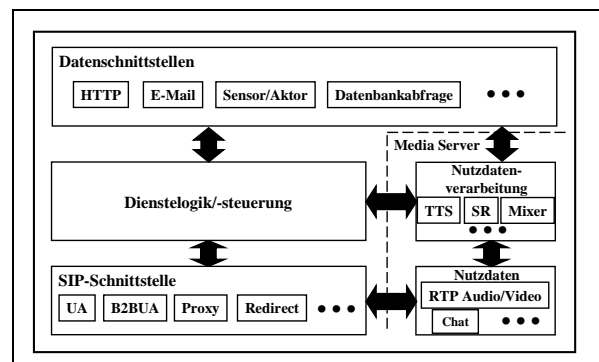 Datenschnittstellen
HTTP E-Mail Sensor/Aktor Datenbankabfrage • • •
Media Server
Dienstelogik/-steuerung
Nutzdaten-
verarbeitung
TTS SR Mixer
• • •
SIP-Schnittstelle
UA B2BUA Proxy Redirect • • •
Nutzdaten
RTP Audio/Video
Chat • • •